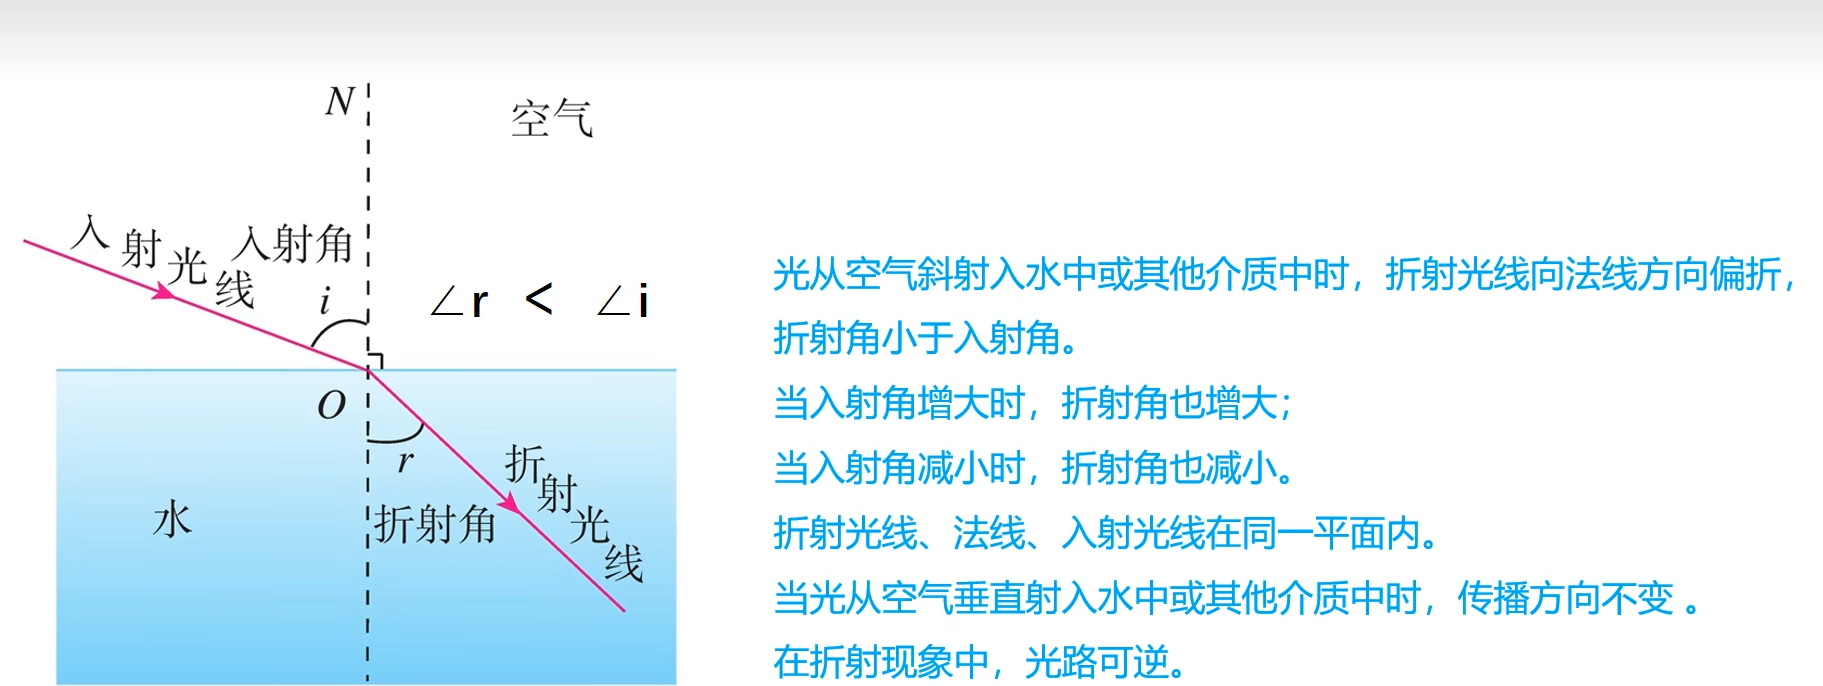 N
空气
入射光线
入射角
i
∠r < ∠i
O
r
折射光线
水
折射角
光从空气斜射入水中或其他介质中时，折射光线向法线方向偏折，
折射角小于入射角。
当入射角增大时，折射角也增大；
当入射角减小时，折射角也减小。
折射光线、法线、入射光线在同一平面内。
当光从空气垂直射入水中或其他介质中时，传播方向不变 。
在折射现象中，光路可逆。